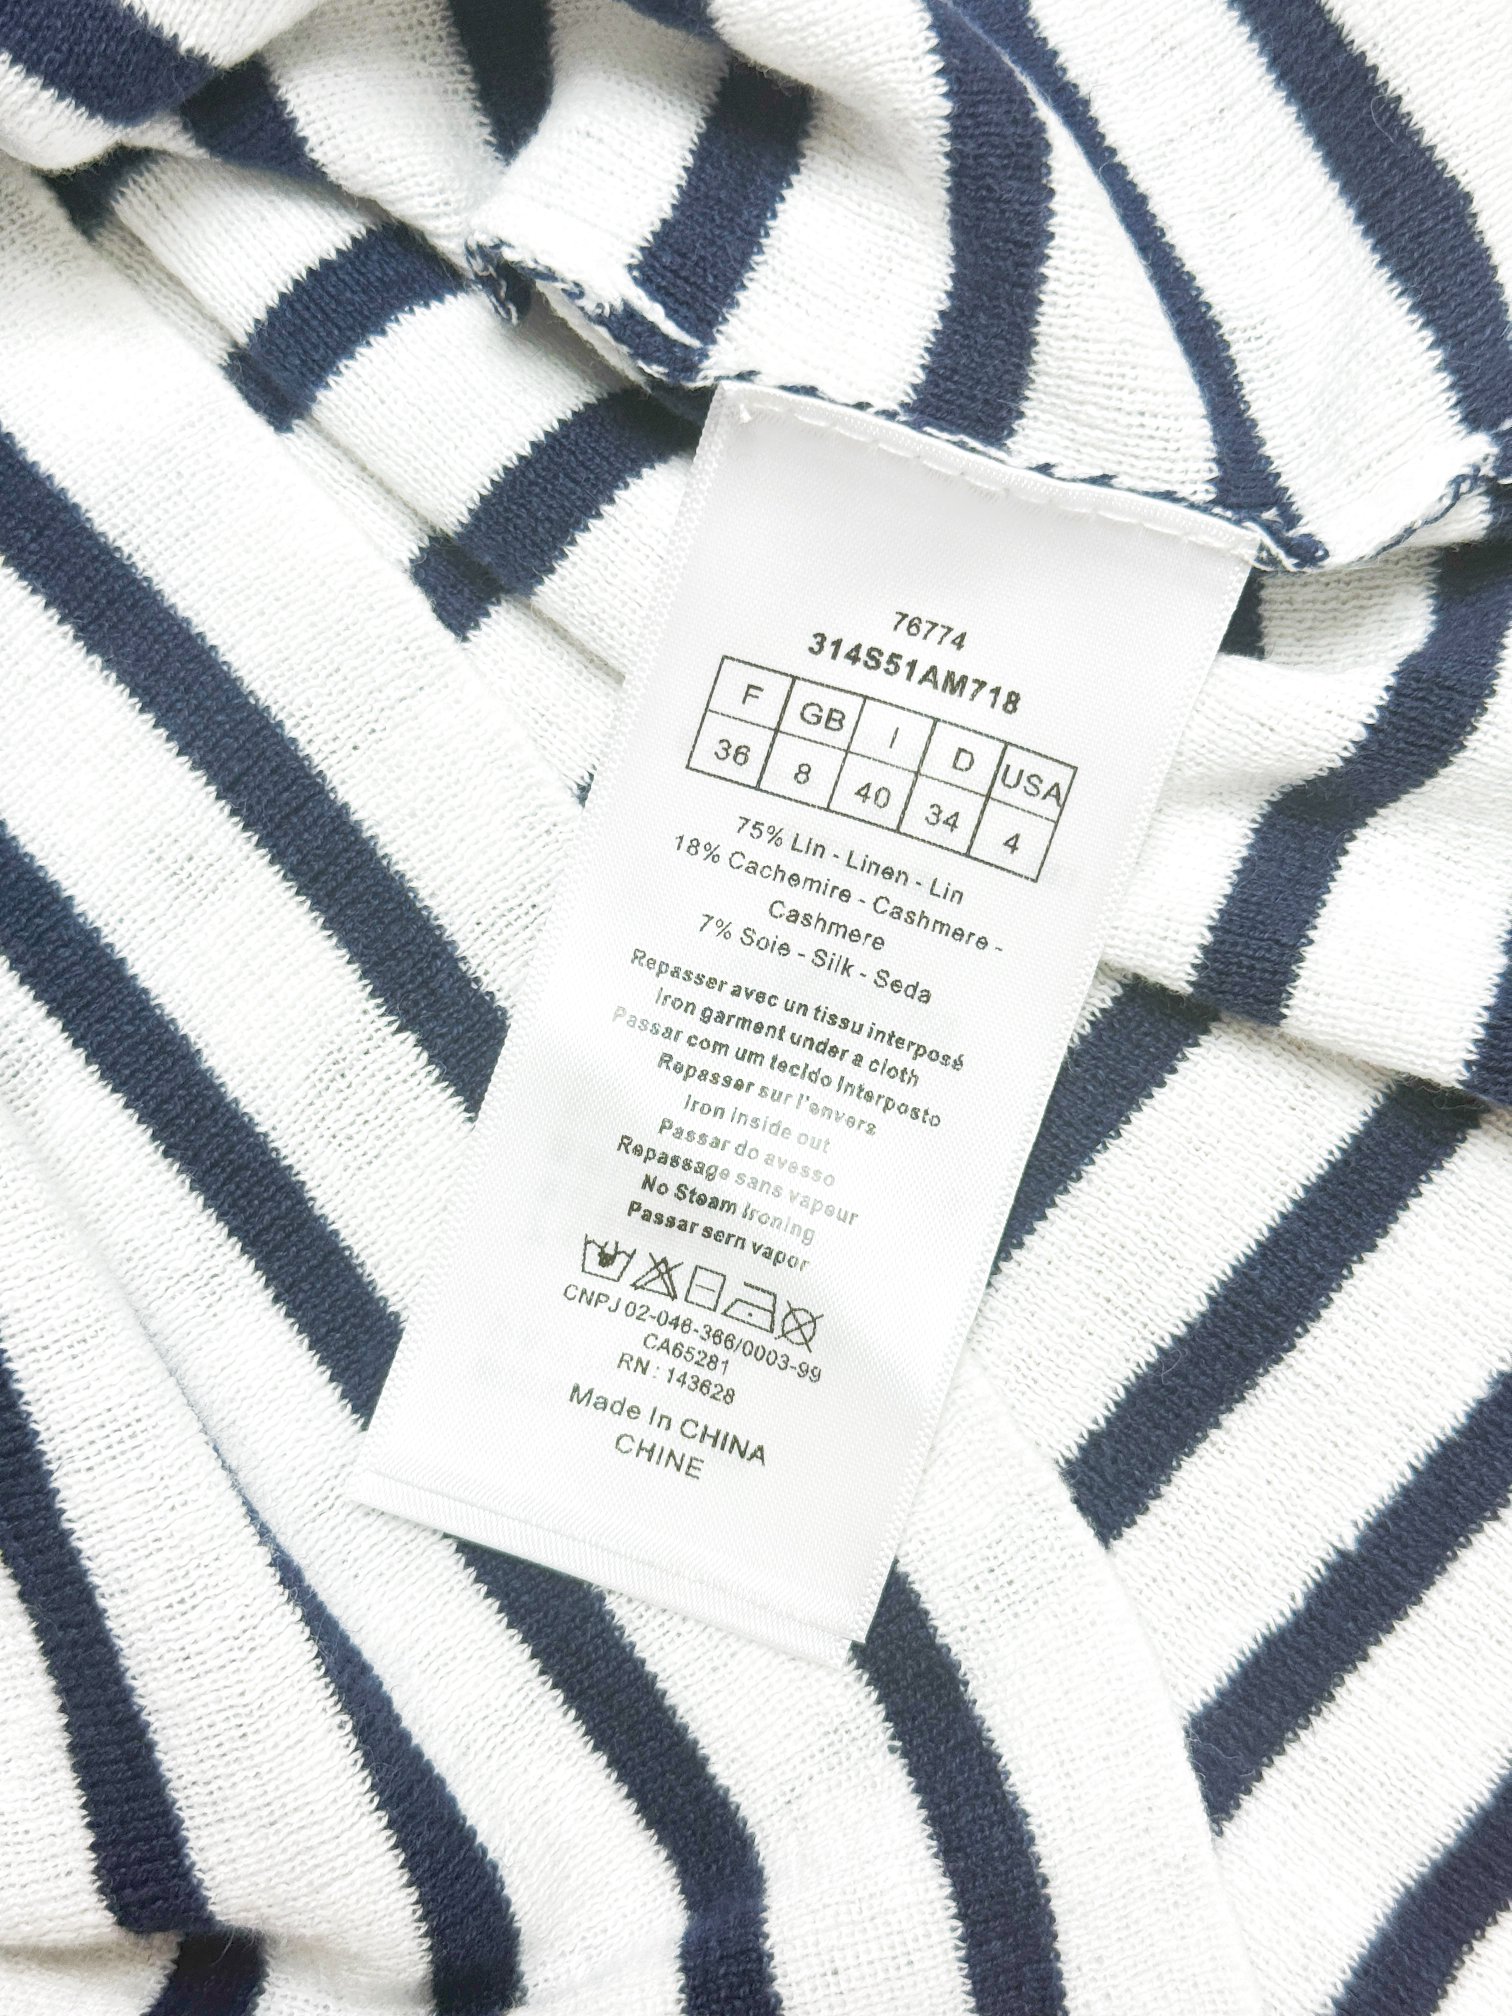 76774
314S51AM718
F GB I D USA
36 8 40 34 4
75% Lin - Linen - Lin
18% Cachemire - Cashmere -
Cashmere
7% Soie - Silk - Seda
Repasser avec un tissu interposé
Iron garment under a cloth
Passar com um tecido interposto
Repasser sur l'envers
Iron inside out
Passar do avesso
Repassage sans vapeur
No Steam Ironing
Passar sern vapor
CNPJ 02-046-366/0003-99
CA65281
RN : 143628
Made In CHINA
CHINE